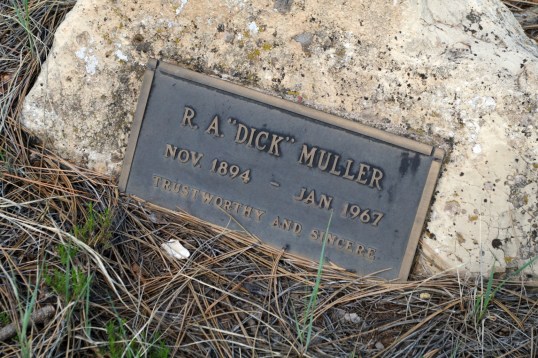 R. A. "DICK" MULLER
NOV. 1894 - JAN. 1967
TRUSTWORTHY AND SINCERE